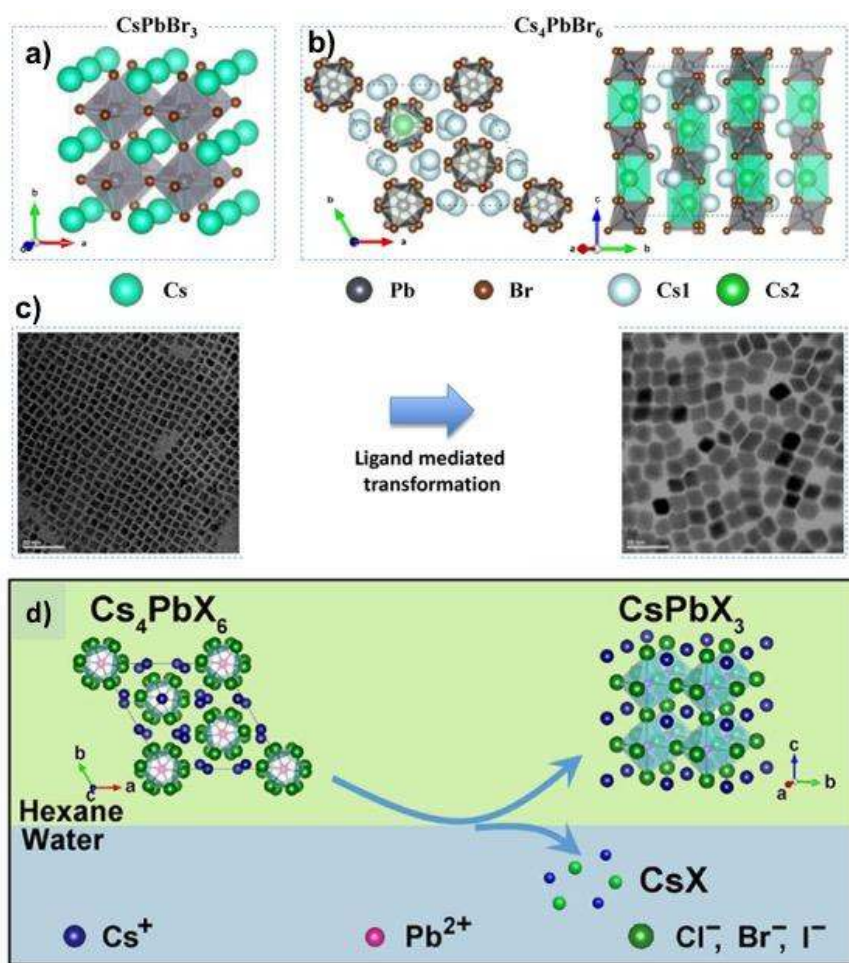 CsPbBr₃
Cs₄PbBr₆
a)
b)
b
a
b
a
c
a
b
Cs
Pb
Br
Cs1
Cs2
c)
Ligand mediated
transformation
d)
Cs₄PbX₆
CsPbX₃
b
c
a
c
a
b
Hexane
Water
CsX
Cs⁺
Pb²⁺
Cl⁻, Br⁻, I⁻